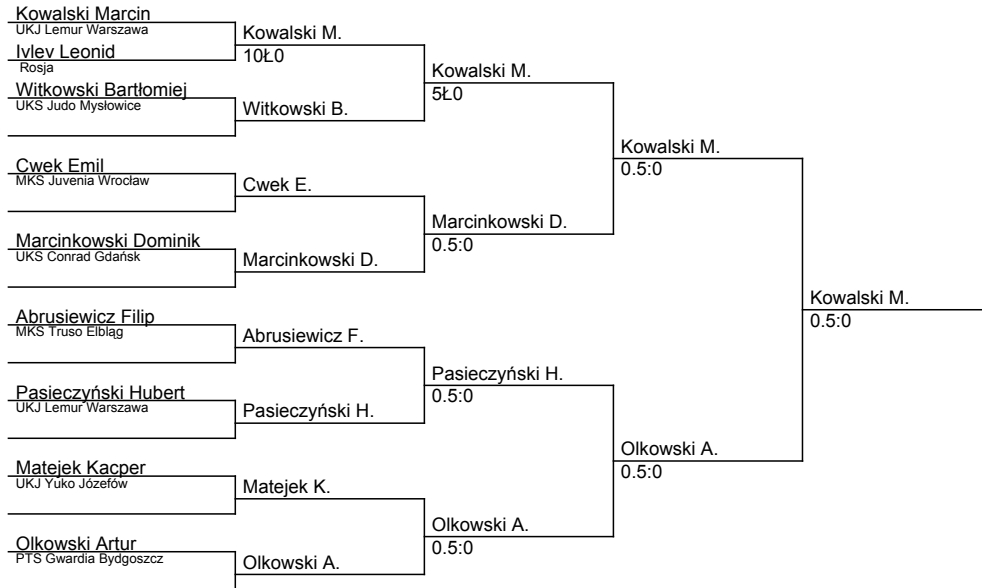 Kowalski Marcin
UKJ Lemur Warszawa
Ivlev Leonid
Rosja
Witkowski Bartłomiej
UKS Judo Mysłowice
Cwek Emil
MKS Juvenia Wrocław
Marcinkowski Dominik
UKS Conrad Gdańsk
Abrusiewicz Filip
MKS Truso Elbląg
Pasieczyński Hubert
UKJ Lemur Warszawa
Matejek Kacper
UKJ Yuko Józefów
Olkowski Artur
PTS Gwardia Bydgoszcz
Kowalski M.
10Ł0
Witkowski B.
Cwek E.
Marcinkowski D.
Abrusiewicz F.
Pasieczyński H.
Matejek K.
Olkowski A.
Kowalski M.
5Ł0
Marcinkowski D.
0.5:0
Pasieczyński H.
0.5:0
Olkowski A.
0.5:0
Kowalski M.
0.5:0
Olkowski A.
0.5:0
Kowalski M.
0.5:0